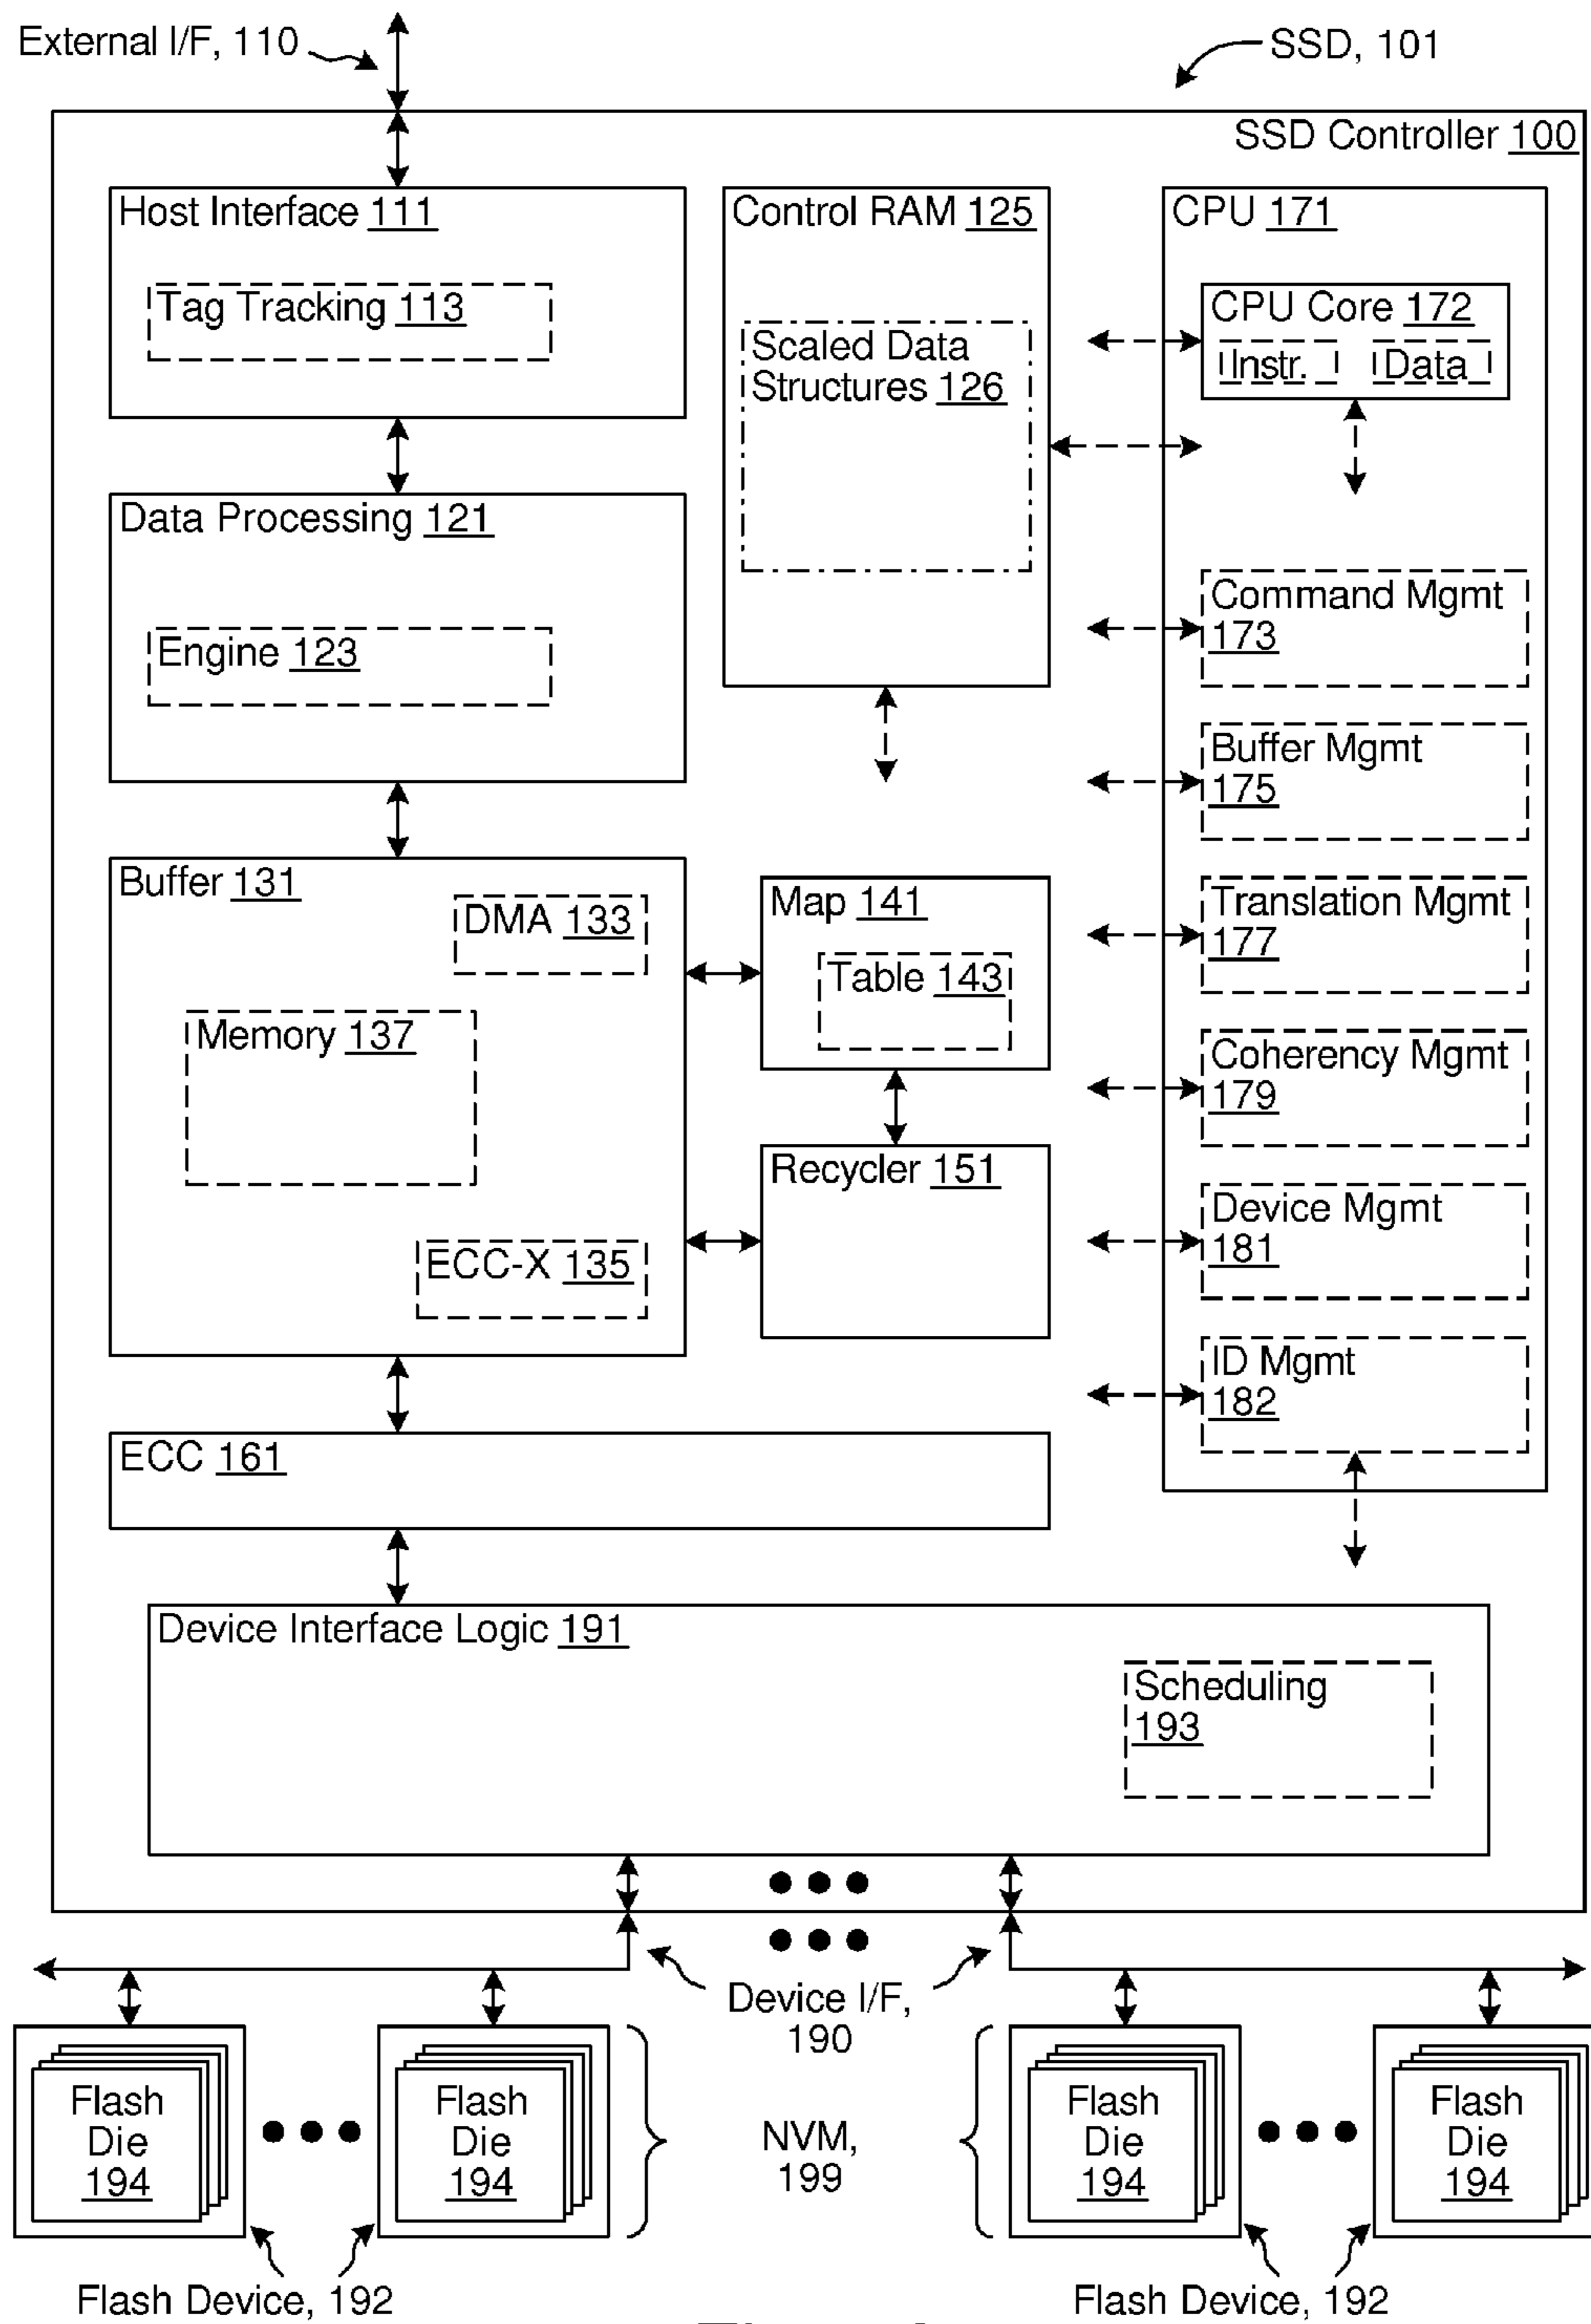 External I/F, 110
SSD, 101
SSD Controller 100
Host Interface 111
Tag Tracking 113
Control RAM 125
Scaled Data
Structures 126
CPU 171
CPU Core 172
Instr.
Data
Data Processing 121
Engine 123
Command Mgmt
173
Buffer Mgmt
175
Buffer 131
DMA 133
Memory 137
ECC-X 135
Map 141
Table 143
Translation Mgmt
177
Coherency Mgmt
179
Recycler 151
Device Mgmt
181
ID Mgmt
182
ECC 161
Device Interface Logic 191
Scheduling
193
Device I/F,
190
Flash
Die
194
Flash
Die
194
NVM,
199
Flash
Die
194
Flash
Die
194
Flash Device, 192
Flash Device, 192